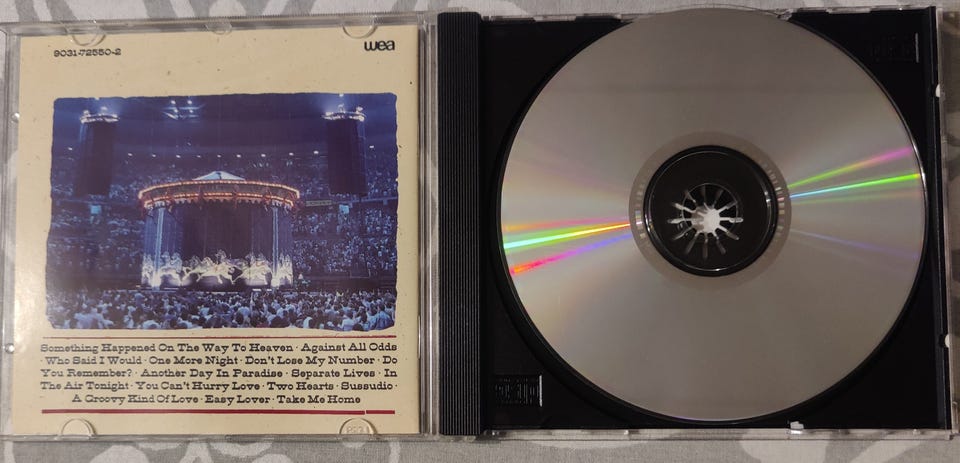 9031-72550-2
wea
Something Happened On The Way To Heaven · Against All Odds
· Who Said I Would · One More Night · Don't Lose My Number · Do
You Remember? · Another Day In Paradise · Separate Lives · In
The Air Tonight · You Can't Hurry Love · Two Hearts · Sussudio ·
A Groovy Kind Of Love · Easy Lover · Take Me Home